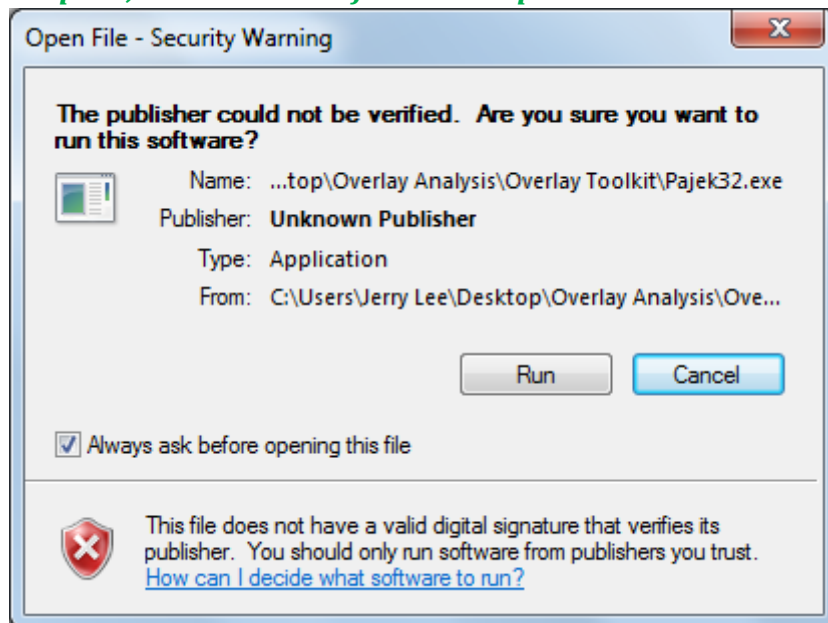 Open File - Security Warning
The publisher could not be verified. Are you sure you want to
run this software?
Name: ...top\Overlay Analysis\Overlay Toolkit\Pajek32.exe
Publisher: Unknown Publisher
Type: Application
From: C:\Users\Jerry Lee\Desktop\Overlay Analysis\Ove...
Run Cancel
Always ask before opening this file
This file does not have a valid digital signature that verifies its
publisher. You should only run software from publishers you trust.
How can I decide what software to run?